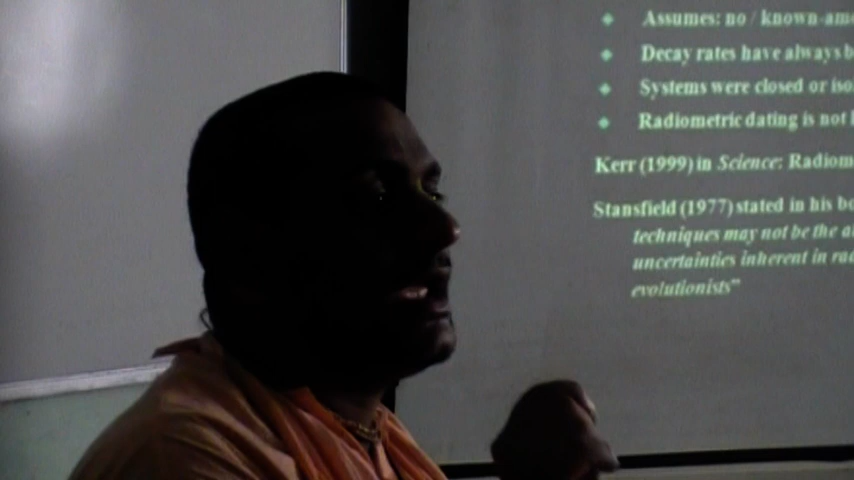 Assumes: no / known-am
Decay rates have always b
Systems were closed or iso
Radiometric dating is not
Kerr (1999) in Science: Radiom
Stansfield (1977) stated in his bo
techniques may not be the a
uncertainties inherent in rad
evolutionists"